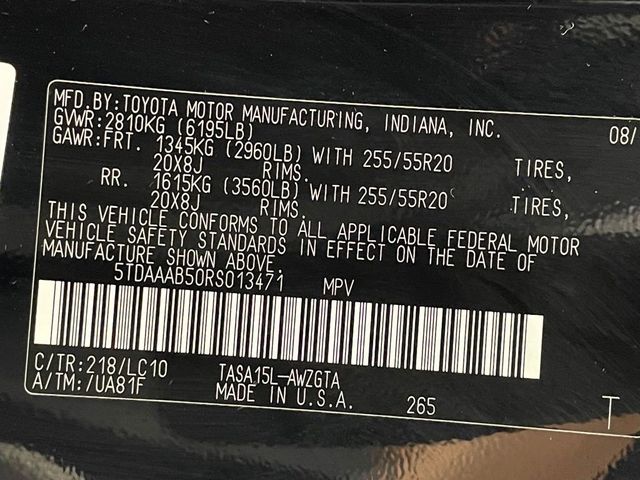 MFD.BY:TOYOTA MOTOR MANUFACTURING, INDIANA, INC. 08/
GVWR:2810KG (6195LB)
GAWR:FRT. 1345KG (2960LB) WITH 255/55R20 TIRES,
20X8J RIMS.
RR. 1615KG (3560LB) WITH 255/55R20 TIRES,
20X8J RIMS.
THIS VEHICLE CONFORMS TO ALL APPLICABLE FEDERAL MOTOR
VEHICLE SAFETY STANDARDS IN EFFECT ON THE DATE OF
MANUFACTURE SHOWN ABOVE.
5TDAAAB50RS013471 MPV
C/TR:218/LC10 TASA15L-AWZGTA
A/TM:/UA81F MADE IN U.S.A. 265 T